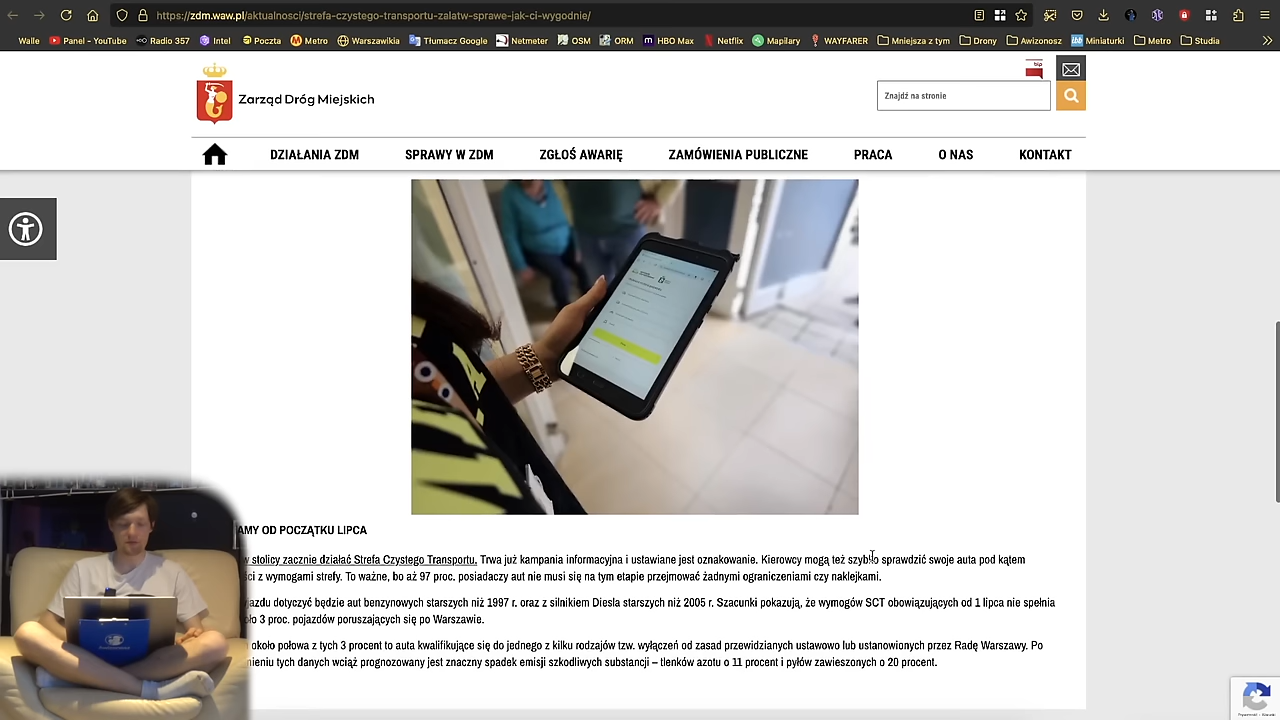 https://zdm.waw.pl/aktualnosci/strefa-czystego-transportu-zalatw-sprawe-jak-ci-wygodnie/
Walle Panel - YouTube Radio 357 Intel Poczta Metro Warszawikia Tłumacz Google Netmeter OSM ORM HBO Max Netflix Mapilary WAYFARER Mniejsza z tym Drony Awizonosz Miniaturki Metro Studia
bip
Zarząd Dróg Miejskich
Znajdź na stronie
DZIAŁANIA ZDM SPRAWY W ZDM ZGŁOŚ AWARIĘ ZAMÓWIENIA PUBLICZNE PRACA O NAS KONTAKT
AMY OD POCZĄTKU LIPCA
w stolicy zacznie działać Strefa Czystego Transportu. Trwa już kampania informacyjna i ustawiane jest oznakowanie. Kierowcy mogą też szybko sprawdzić swoje auta pod kątem
ci z wymogami strefy. To ważne, bo aż 97 proc. posiadaczy aut nie musi się na tym etapie przejmować żadnymi ograniczeniami czy naklejkami.
jazdu dotyczyć będzie aut benzynowych starszych niż 1997 r. oraz z silnikiem Diesla starszych niż 2005 r. Szacunki pokazują, że wymogów SCT obowiązujących od 1 lipca nie spełnia
ło 3 proc. pojazdów poruszających się po Warszawie.
około połowa z tych 3 procent to auta kwalifikujące się do jednego z kilku rodzajów tzw. wyłączeń od zasad przewidzianych ustawowo lub ustanowionych przez Radę Warszawy. Po
nieniu tych danych wciąż prognozowany jest znaczny spadek emisji szkodliwych substancji – tlenków azotu o 11 procent i pyłów zawieszonych o 20 procent.